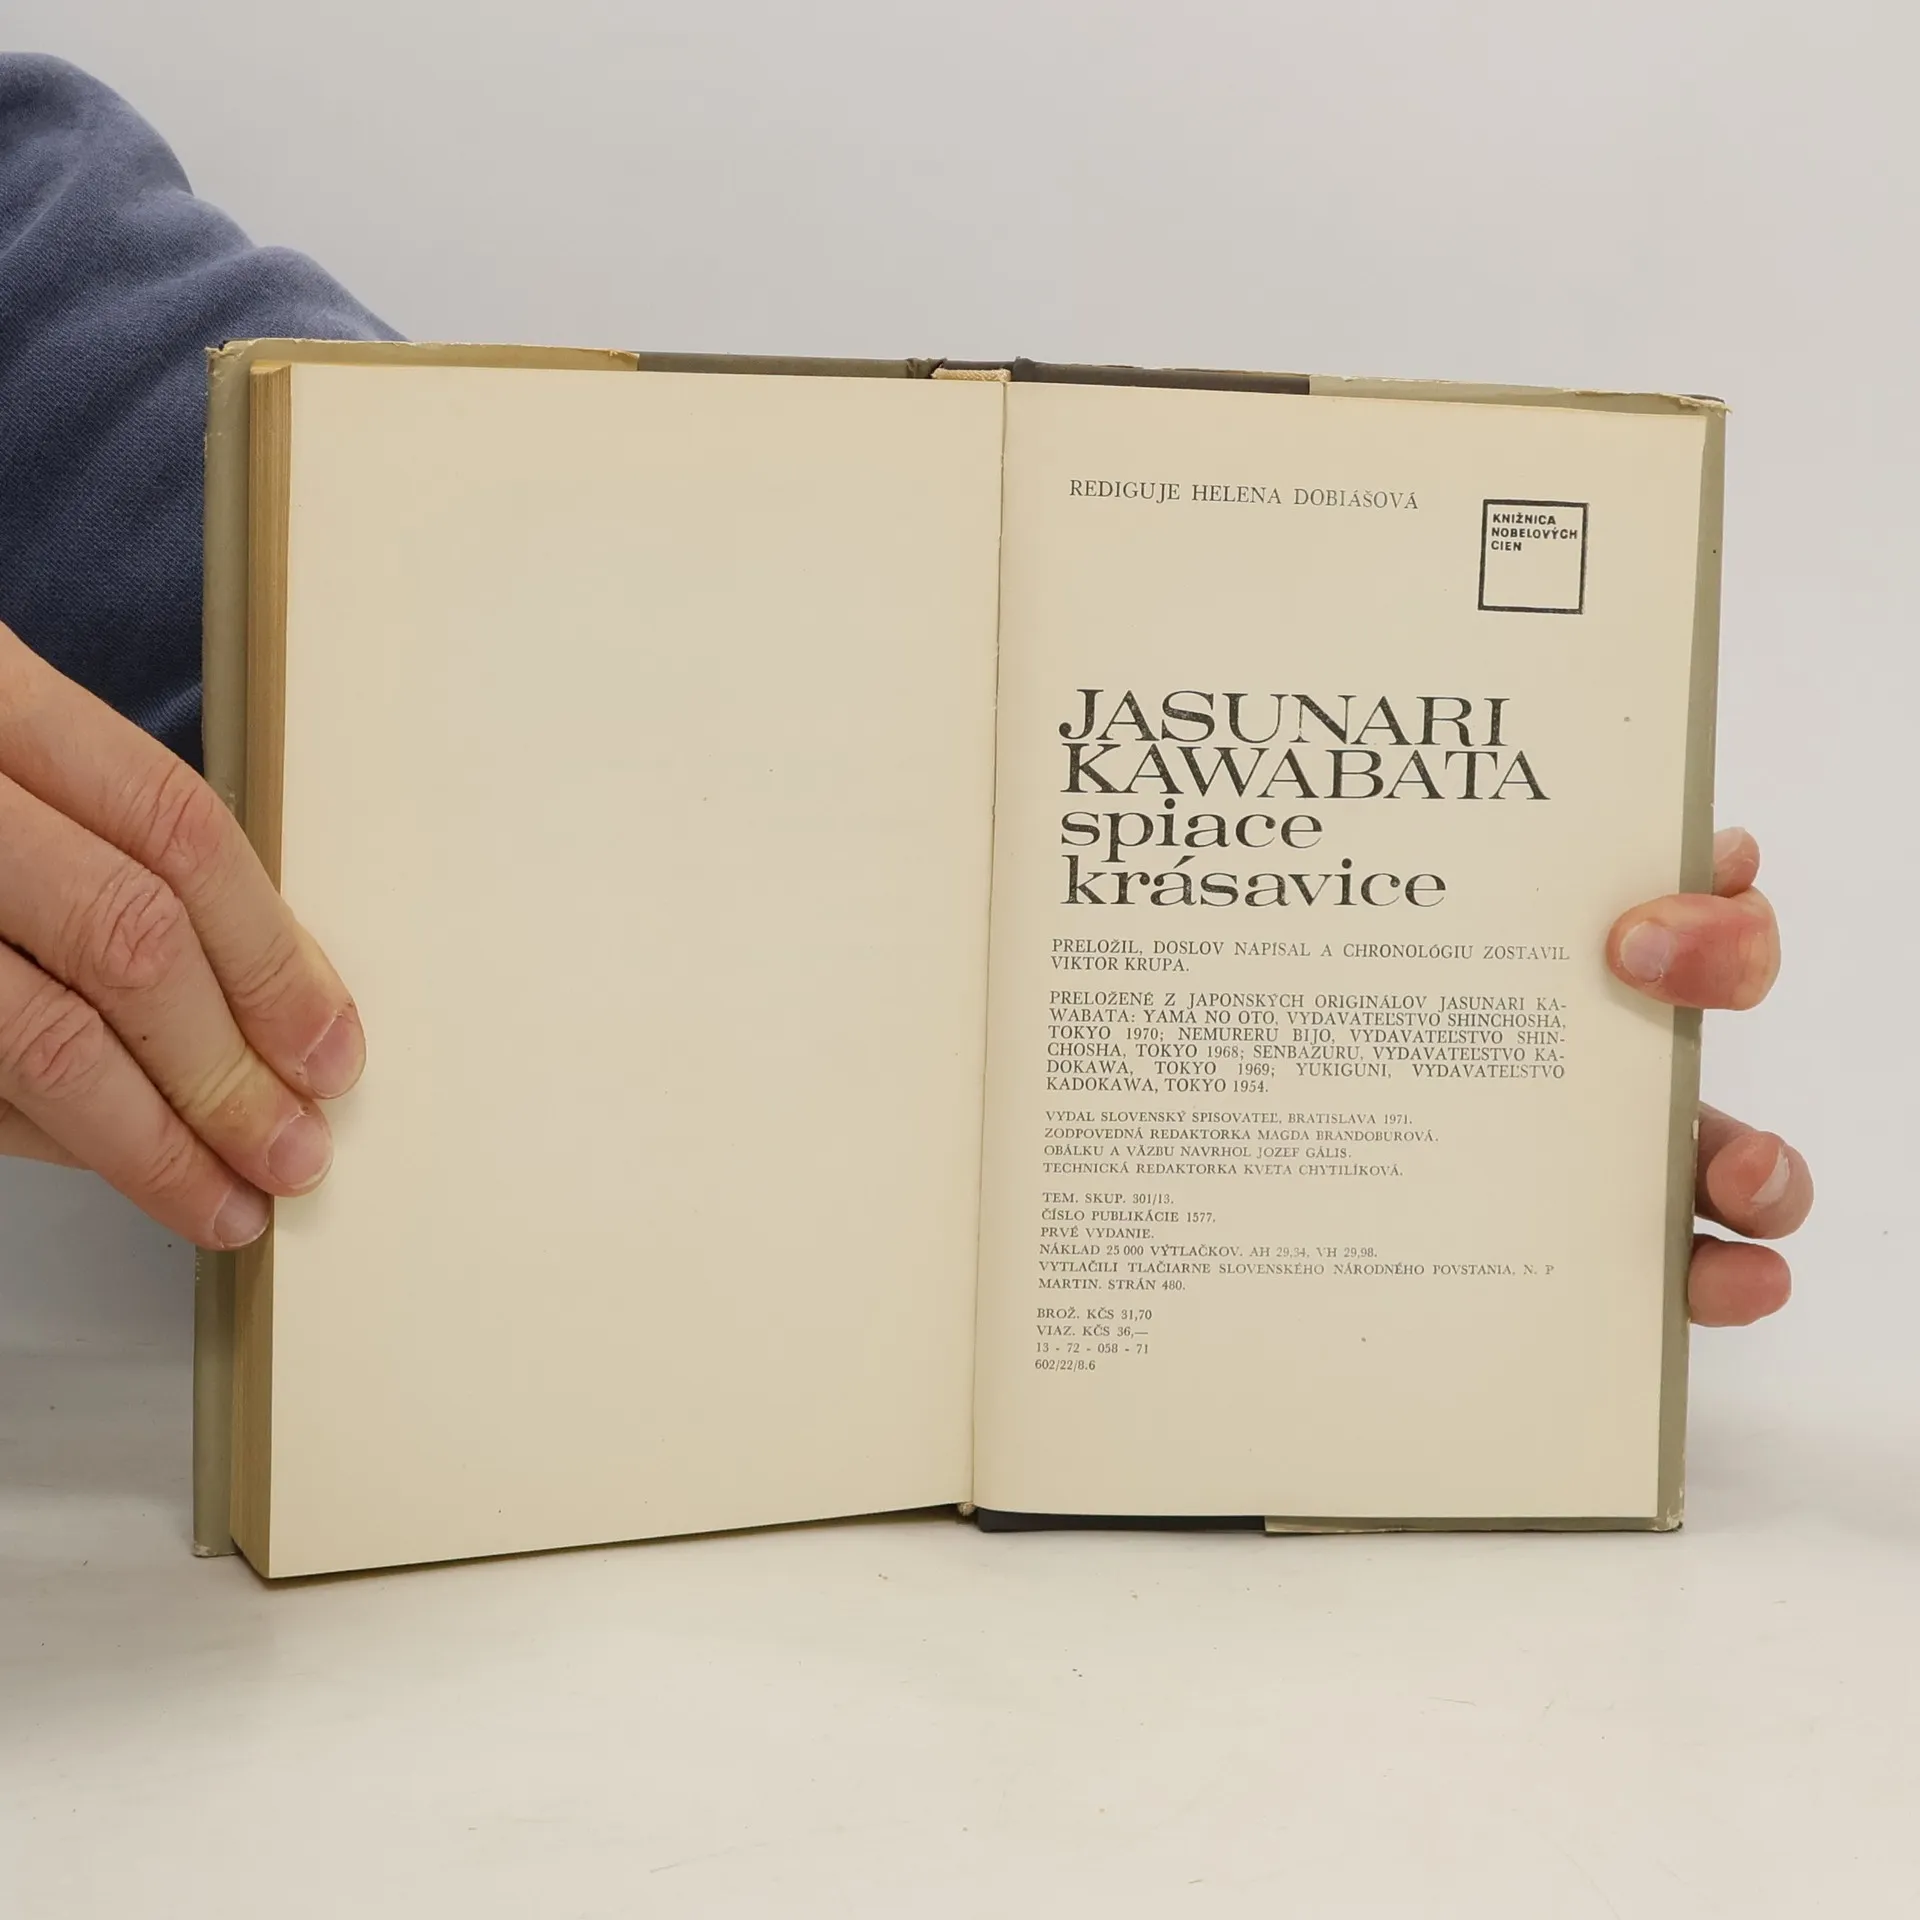 REDIGUJE HELENA DOBIÁŠOVÁ
KNIŽNICA
NOBELOVÝCH
CIEN
JASUNARI
KAWABATA
spiace
krásavice
PRELOŽIL, DOSLOV NAPÍSAL A CHRONOLÓGIU ZOSTAVIL
VIKTOR KRUPA.
PRELOŽENÉ Z JAPONSKÝCH ORIGINÁLOV JASUNARI KA-
WABATA: YAMA NO OTO, VYDAVATEĽSTVO SHINCHOSHA,
TOKYO 1970; NEMURERU BIJO, VYDAVATEĽSTVO SHIN-
CHOSHA, TOKYO 1968; SENBAZURU, VYDAVATEĽSTVO KA-
DOKAWA, TOKYO 1969; YUKIGUNI, VYDAVATEĽSTVO
KADOKAWA, TOKYO 1954.
VYDAL SLOVENSKÝ SPISOVATEĽ, BRATISLAVA 1971.
ZODPOVEDNÁ REDAKTORKA MAGDA BRANDOBUROVÁ.
OBÁLKU A VÄZBU NAVRHOL JOZEF GÁLIS.
TECHNICKÁ REDAKTORKA KVETA CHYTILÍKOVÁ.
TEM. SKUP. 301/13.
ČÍSLO PUBLIKÁCIE 1577.
PRVÉ VYDANIE.
NÁKLAD 25 000 VÝTLAČKOV. AH 29,34, VH 29,98.
VYTLAČILI TLAČIARNE SLOVENSKÉHO NÁRODNÉHO POVSTANIA, N. P
MARTIN. STRÁN 480.
BROŽ. KČS 31,70
VIAZ. KČS 36,—
13 - 72 - 058 - 71
602/22/8.6